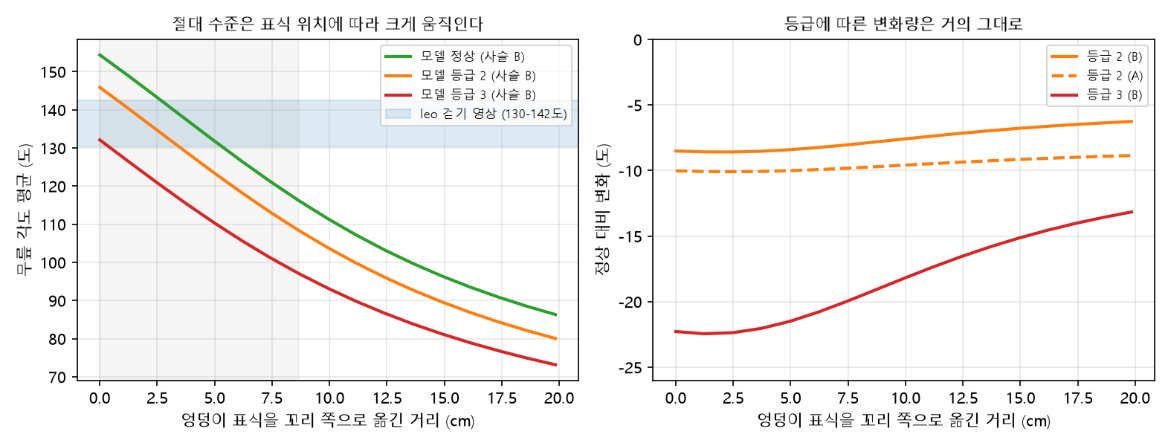 절대 수준은 표식 위치에 따라 크게 움직인다
모델 정상 (사슬 B)
모델 등급 2 (사슬 B)
모델 등급 3 (사슬 B)
leo 걷기 영상 (130-142도)
무릎 각도 평균 (도)
150
140
130
120
110
100
90
80
70
0.0 2.5 5.0 7.5 10.0 12.5 15.0 17.5 20.0
엉덩이 표식을 꼬리 쪽으로 옮긴 거리 (cm)
등급에 따른 변화량은 거의 그대로
등급 2 (B)
등급 2 (A)
등급 3 (B)
정상 대비 변화 (도)
0
-5
-10
-15
-20
-25
0.0 2.5 5.0 7.5 10.0 12.5 15.0 17.5 20.0
엉덩이 표식을 꼬리 쪽으로 옮긴 거리 (cm)